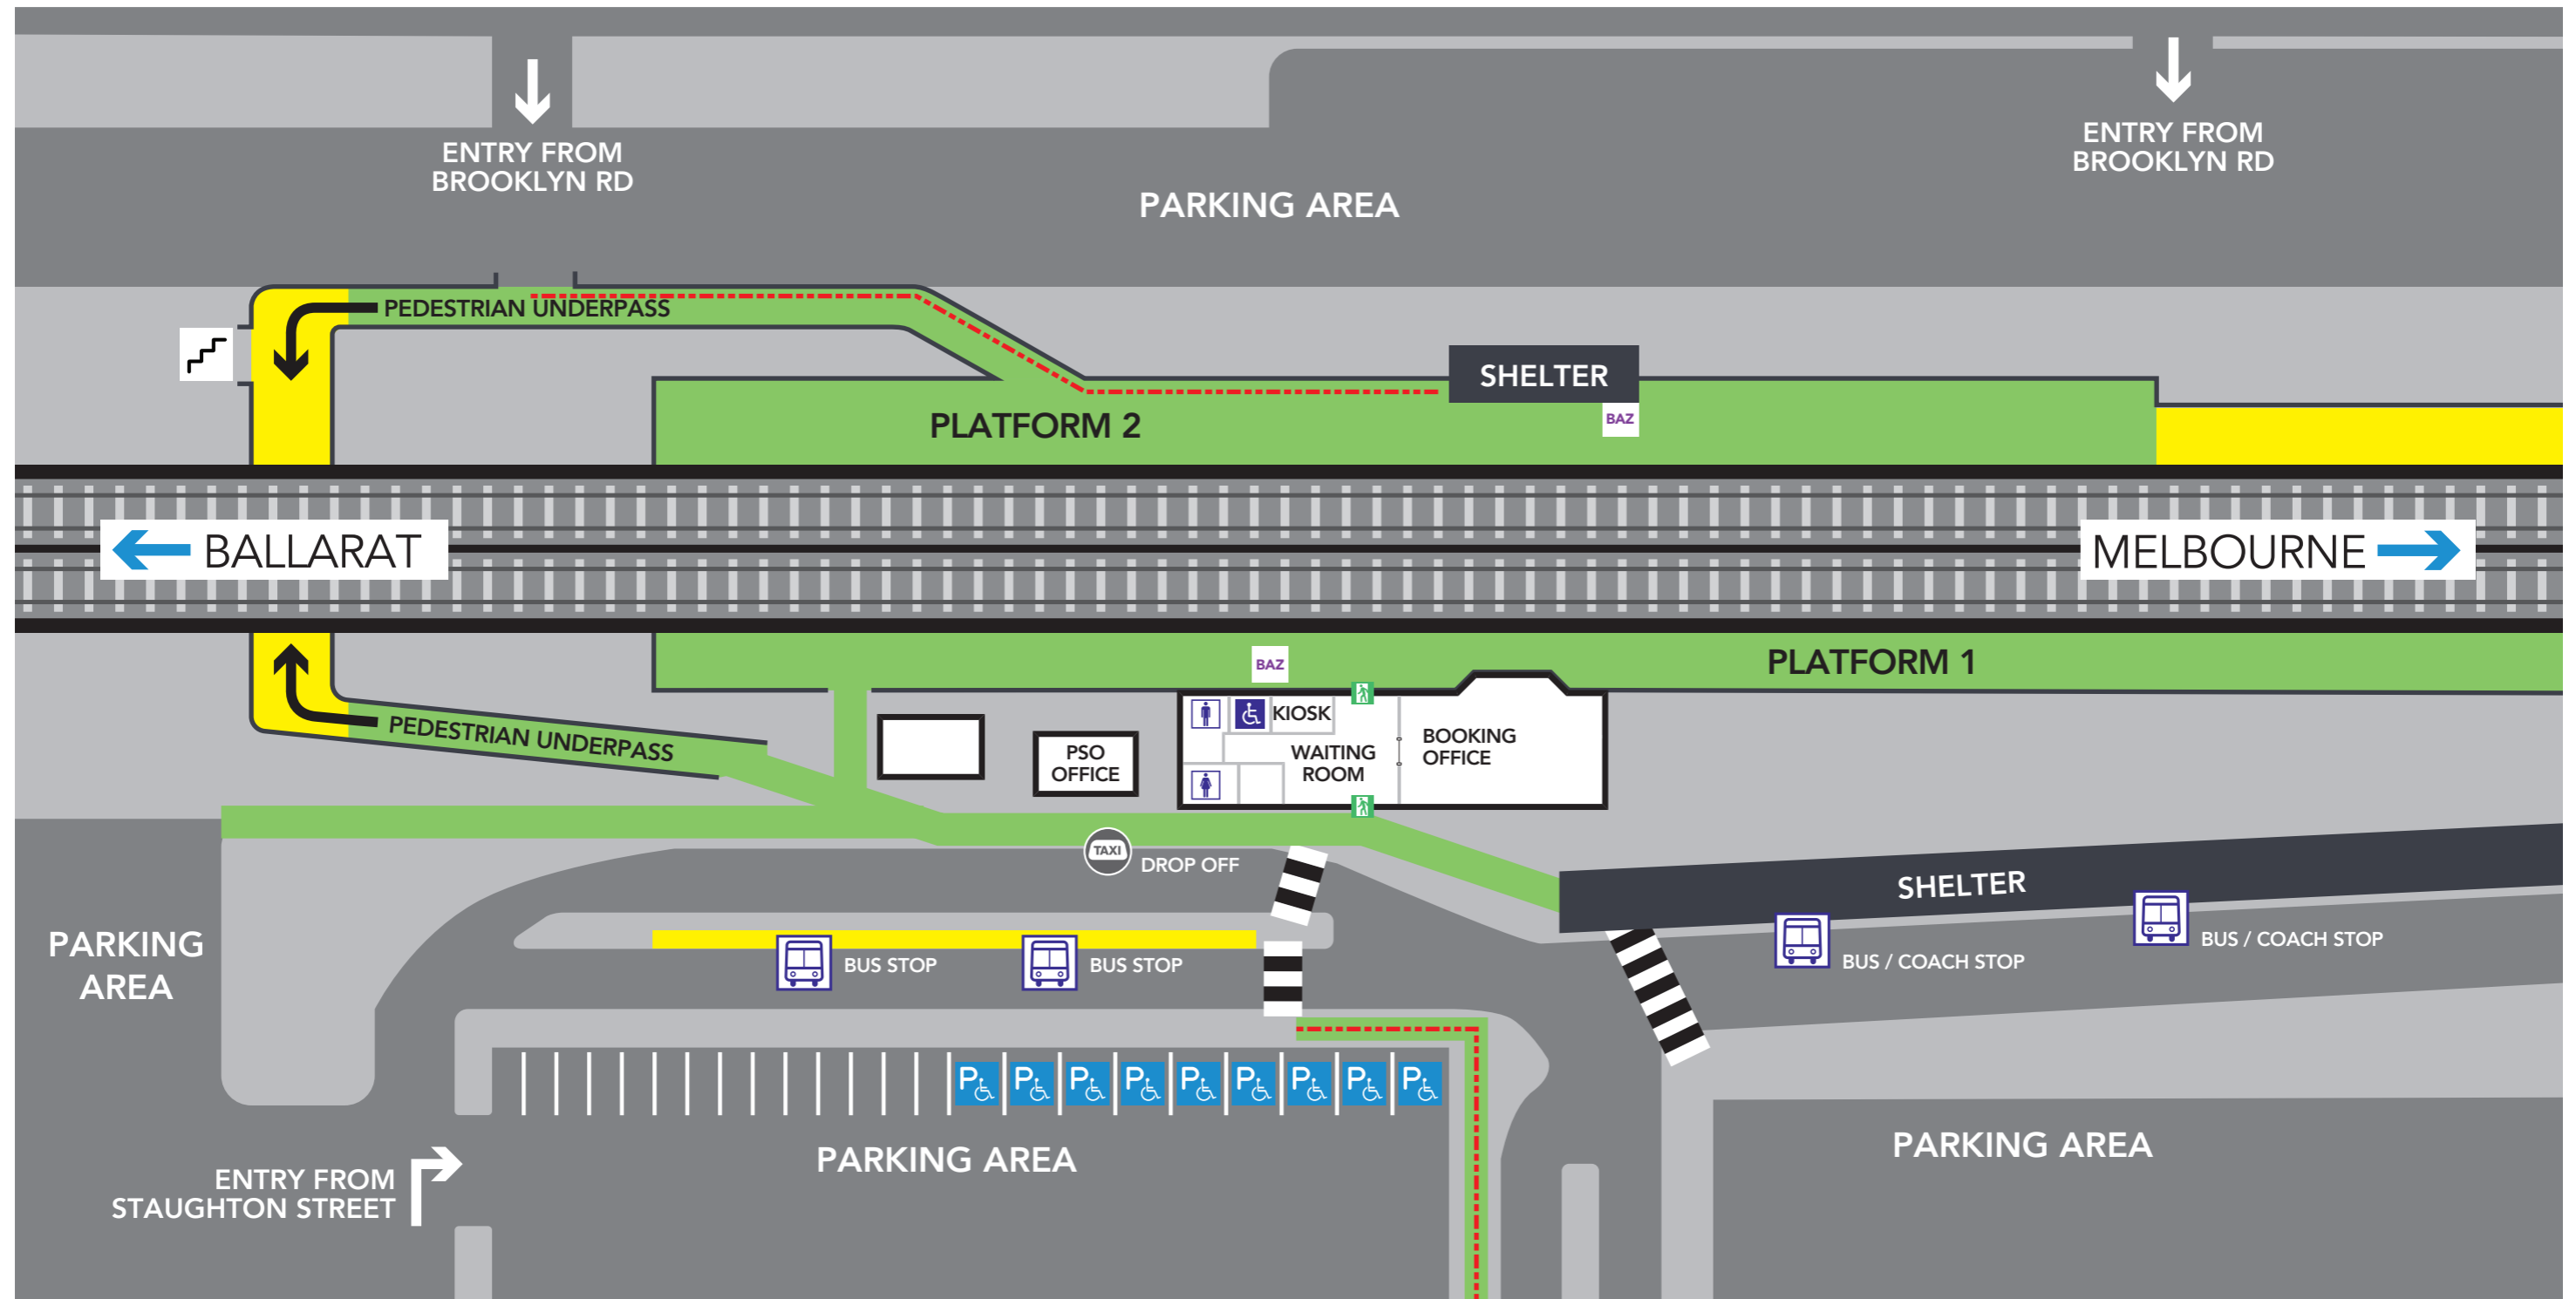 ENTRY FROM
BROOKLYN RD
ENTRY FROM
BROOKLYN RD
PARKING AREA
PEDESTRIAN UNDERPASS
SHELTER
BAZ
PLATFORM 2
BALLARAT
MELBOURNE
BAZ
PLATFORM 1
PEDESTRIAN UNDERPASS
PSO
OFFICE
KIOSK
WAITING
ROOM
BOOKING
OFFICE
TAXI
DROP OFF
SHELTER
PARKING
AREA
BUS STOP
BUS STOP
BUS / COACH STOP
BUS / COACH STOP
P
P
P
P
P
P
P
P
P
PARKING AREA
PARKING AREA
ENTRY FROM
STAUGHTON STREET